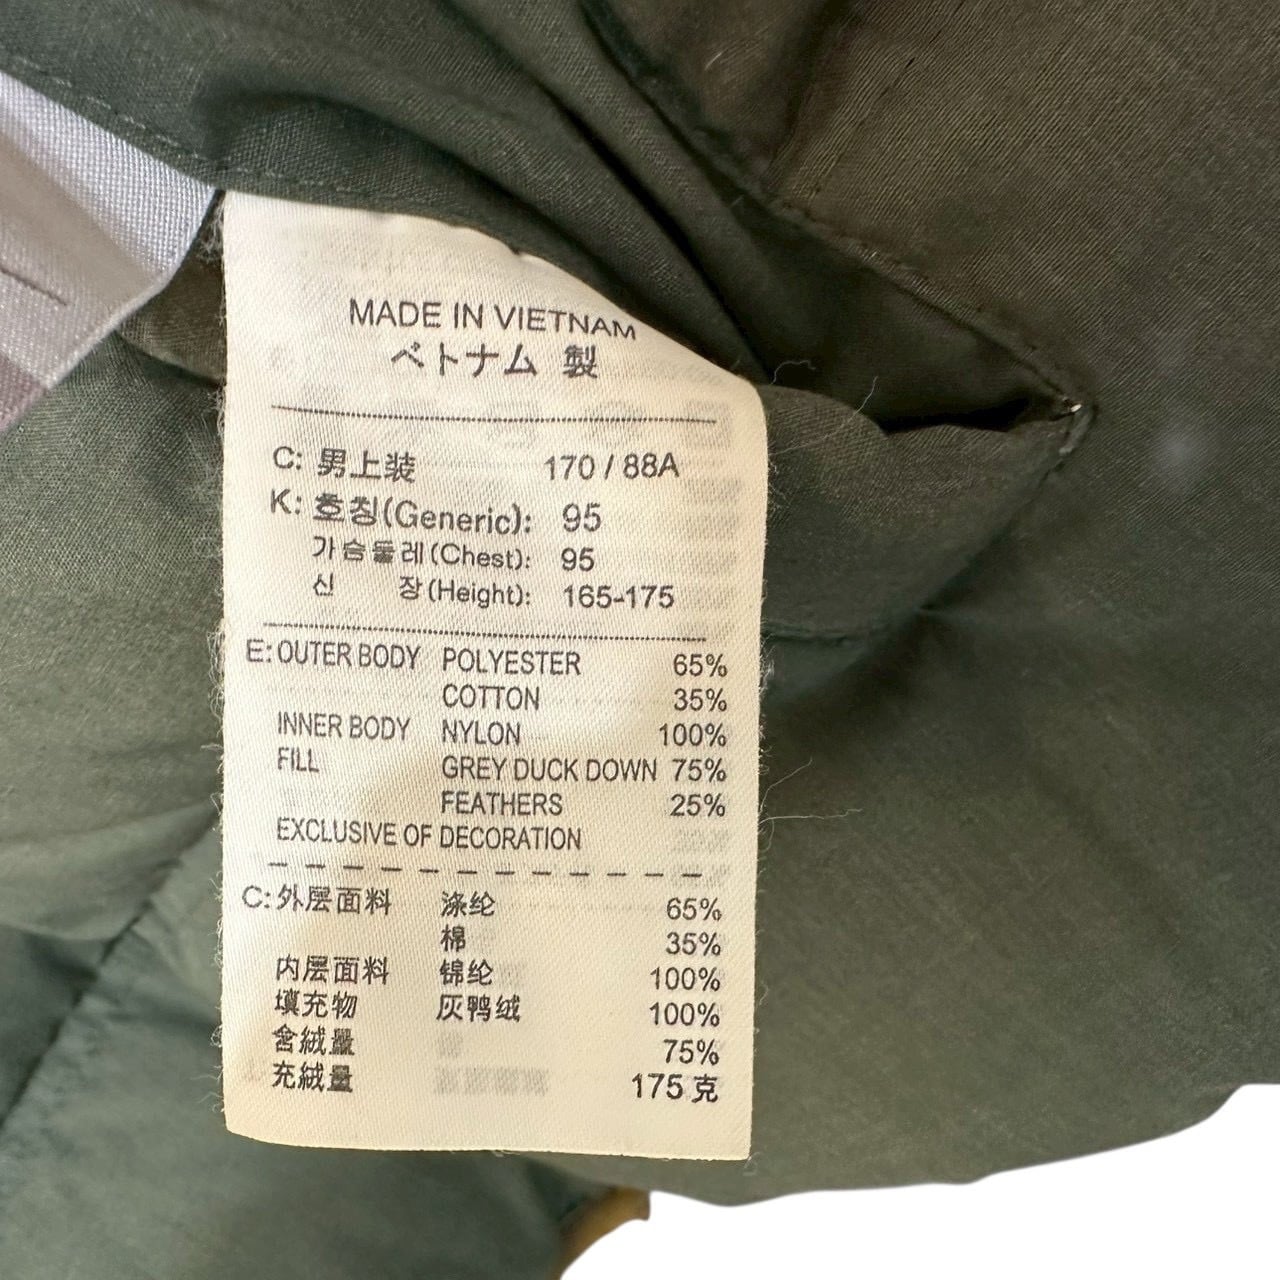 MADE IN VIETNAM
ベトナム 製
C: 男上装 170 / 88A
K: 호칭(Generic): 95
가슴둘레(Chest): 95
신 장(Height): 165-175
E: OUTER BODY POLYESTER 65%
COTTON 35%
INNER BODY NYLON 100%
FILL GREY DUCK DOWN 75%
FEATHERS 25%
EXCLUSIVE OF DECORATION
C: 外层面料 涤纶 65%
棉 35%
内层面料 锦纶 100%
填充物 灰鸭绒 100%
含絨量 75%
充絨量 175 克